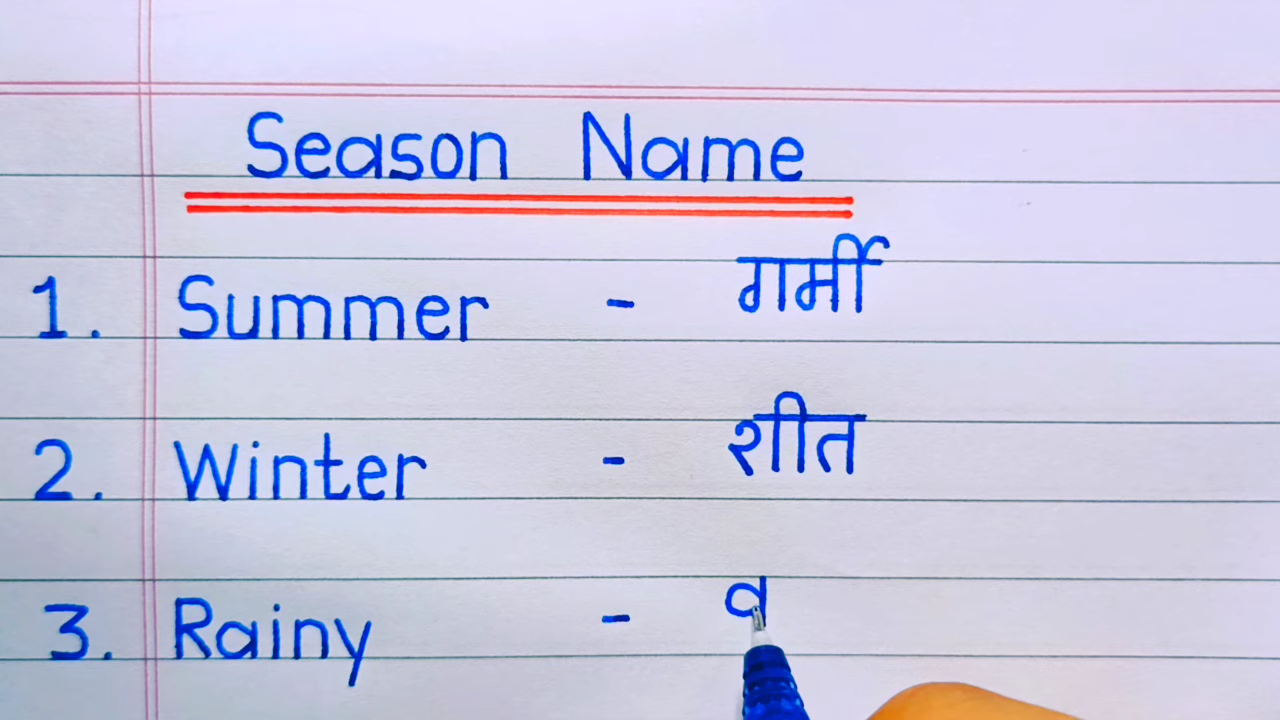 Season Name
1. Summer - गर्मी
2. Winter - शीत
3. Rainy - व